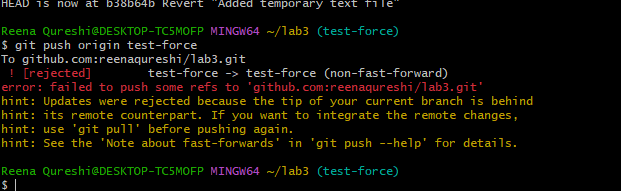 HEAD is now at b38b64b Revert "Added temporary text file"
Reena Qureshi@DESKTOP-TC5MOFP MINGW64 ~/lab3 (test-force)
$ git push origin test-force
To github.com:reenaqureshi/lab3.git
 ! [rejected]        test-force -> test-force (non-fast-forward)
error: failed to push some refs to 'github.com:reenaqureshi/lab3.git'
hint: Updates were rejected because the tip of your current branch is behind
hint: its remote counterpart. If you want to integrate the remote changes,
hint: use 'git pull' before pushing again.
hint: See the 'Note about fast-forwards' in 'git push --help' for details.
Reena Qureshi@DESKTOP-TC5MOFP MINGW64 ~/lab3 (test-force)
$